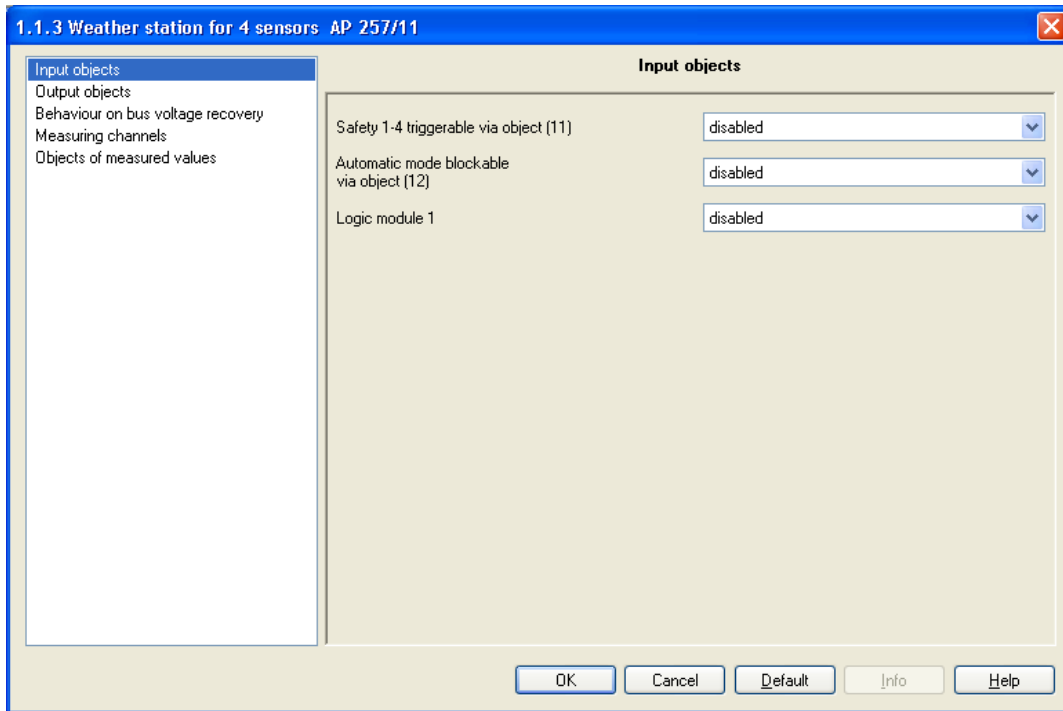 1.1.3 Weather station for 4 sensors AP 257/11
Input objects
Output objects
Behaviour on bus voltage recovery
Measuring channels
Objects of measured values
Input objects
Safety 1-4 triggerable via object (11)
disabled
Automatic mode blockable
via object (12)
disabled
Logic module 1
disabled
OK
Cancel
Default
Info
Help